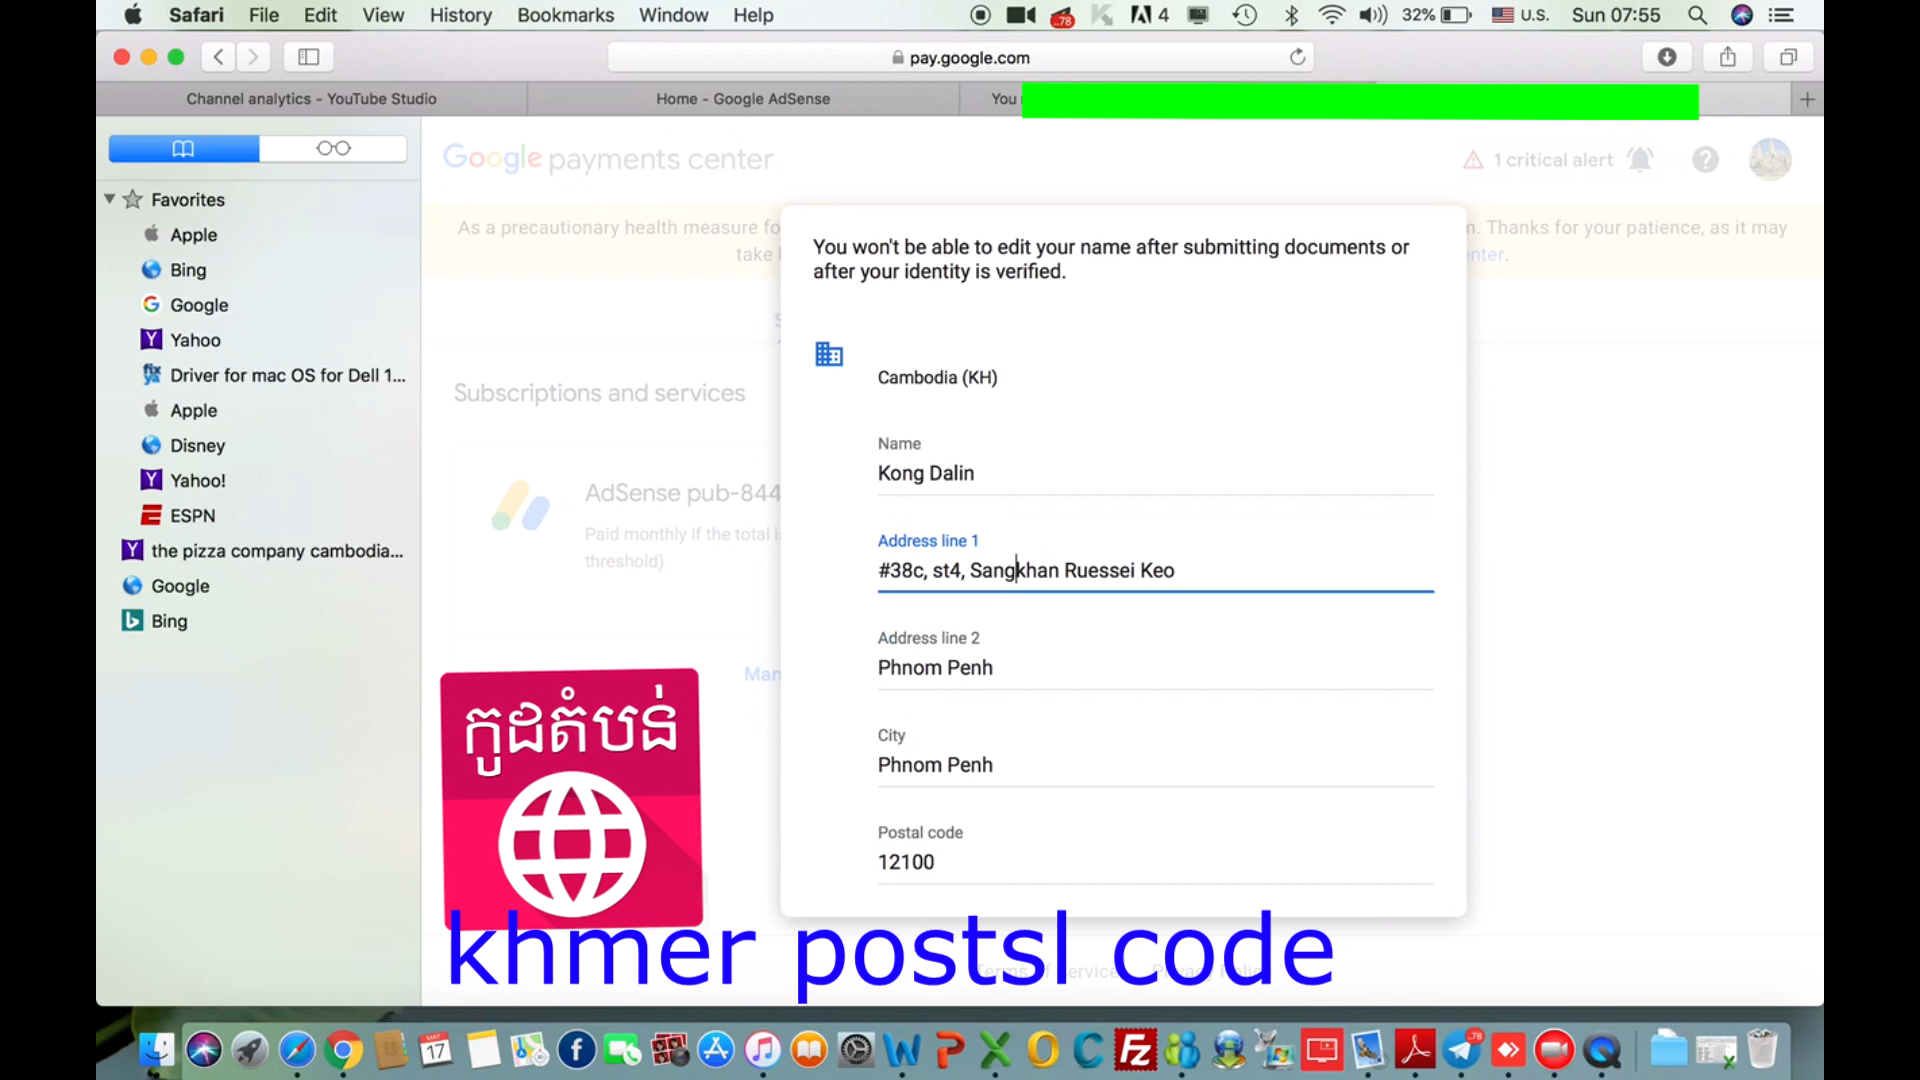 Safari File Edit View History Bookmarks Window Help 78 4 32% U.S. Sun 07:55
pay.google.com
Channel analytics - YouTube Studio Home - Google AdSense You
Google payments center 1 critical alert
As a precautionary health measure fo n. Thanks for your patience, as it may
take enter.
Favorites
Apple
Bing
Google
Yahoo
Driver for mac OS for Dell 1...
Apple
Disney
Yahoo!
ESPN
the pizza company cambodia...
Google
Bing
Subscriptions and services
AdSense pub-844
Paid monthly if the total i
threshold)
Man
You won't be able to edit your name after submitting documents or
after your identity is verified.
Cambodia (KH)
Name
Kong Dalin
Address line 1
#38c, st4, Sangkhan Ruessei Keo
Address line 2
Phnom Penh
City
Phnom Penh
Postal code
12100
កូដតំបន់
khmer postsl code
MAY
17
78